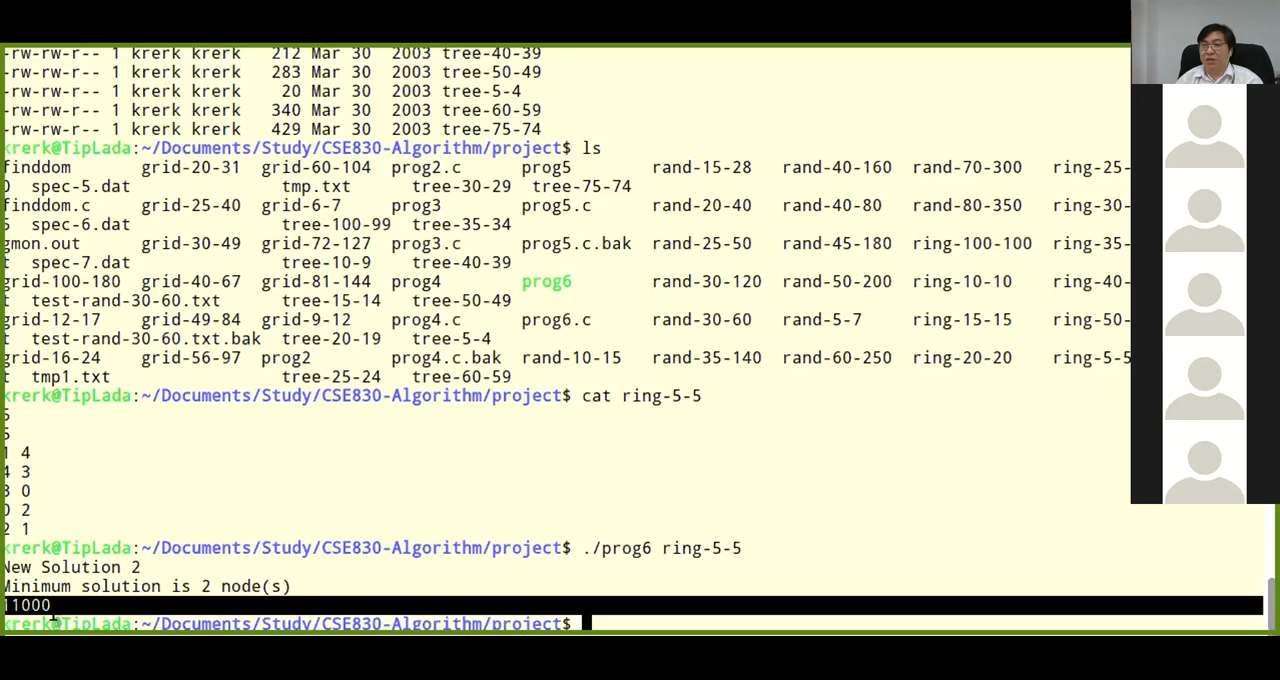 -rw-rw-r-- 1 krerk krerk   212 Mar 30  2003 tree-40-39
-rw-rw-r-- 1 krerk krerk   283 Mar 30  2003 tree-50-49
-rw-rw-r-- 1 krerk krerk    20 Mar 30  2003 tree-5-4
-rw-rw-r-- 1 krerk krerk   340 Mar 30  2003 tree-60-59
-rw-rw-r-- 1 krerk krerk   429 Mar 30  2003 tree-75-74
krerk@TipLada:~/Documents/Study/CSE830-Algorithm/project$ ls
finddom       grid-20-31  grid-60-104  prog2.c      prog5        rand-15-28   rand-40-160  rand-70-300   ring-25-
0  spec-5.dat               tmp.txt      tree-30-29  tree-75-74
finddom.c     grid-25-40  grid-6-7     prog3        prog5.c      rand-20-40   rand-40-80   rand-80-350   ring-30-
5  spec-6.dat               tree-100-99  tree-35-34
gmon.out      grid-30-49  grid-72-127  prog3.c      prog5.c.bak  rand-25-50   rand-45-180  ring-100-100  ring-35-
t  spec-7.dat               tree-10-9    tree-40-39
grid-100-180  grid-40-67  grid-81-144  prog4        prog6        rand-30-120  rand-50-200  ring-10-10    ring-40-
t  test-rand-30-60.txt      tree-15-14   tree-50-49
grid-12-17    grid-49-84  grid-9-12    prog4.c      prog6.c      rand-30-60   rand-5-7     ring-15-15    ring-50-
t  test-rand-30-60.txt.bak  tree-20-19   tree-5-4
grid-16-24    grid-56-97  prog2        prog4.c.bak  rand-10-15   rand-35-140  rand-60-250  ring-20-20    ring-5-5
t  tmp1.txt                 tree-25-24   tree-60-59
krerk@TipLada:~/Documents/Study/CSE830-Algorithm/project$ cat ring-5-5
5
5
1 4
4 3
3 0
0 2
2 1
krerk@TipLada:~/Documents/Study/CSE830-Algorithm/project$ ./prog6 ring-5-5
New Solution 2
Minimum solution is 2 node(s)
11000
krerk@TipLada:~/Documents/Study/CSE830-Algorithm/project$